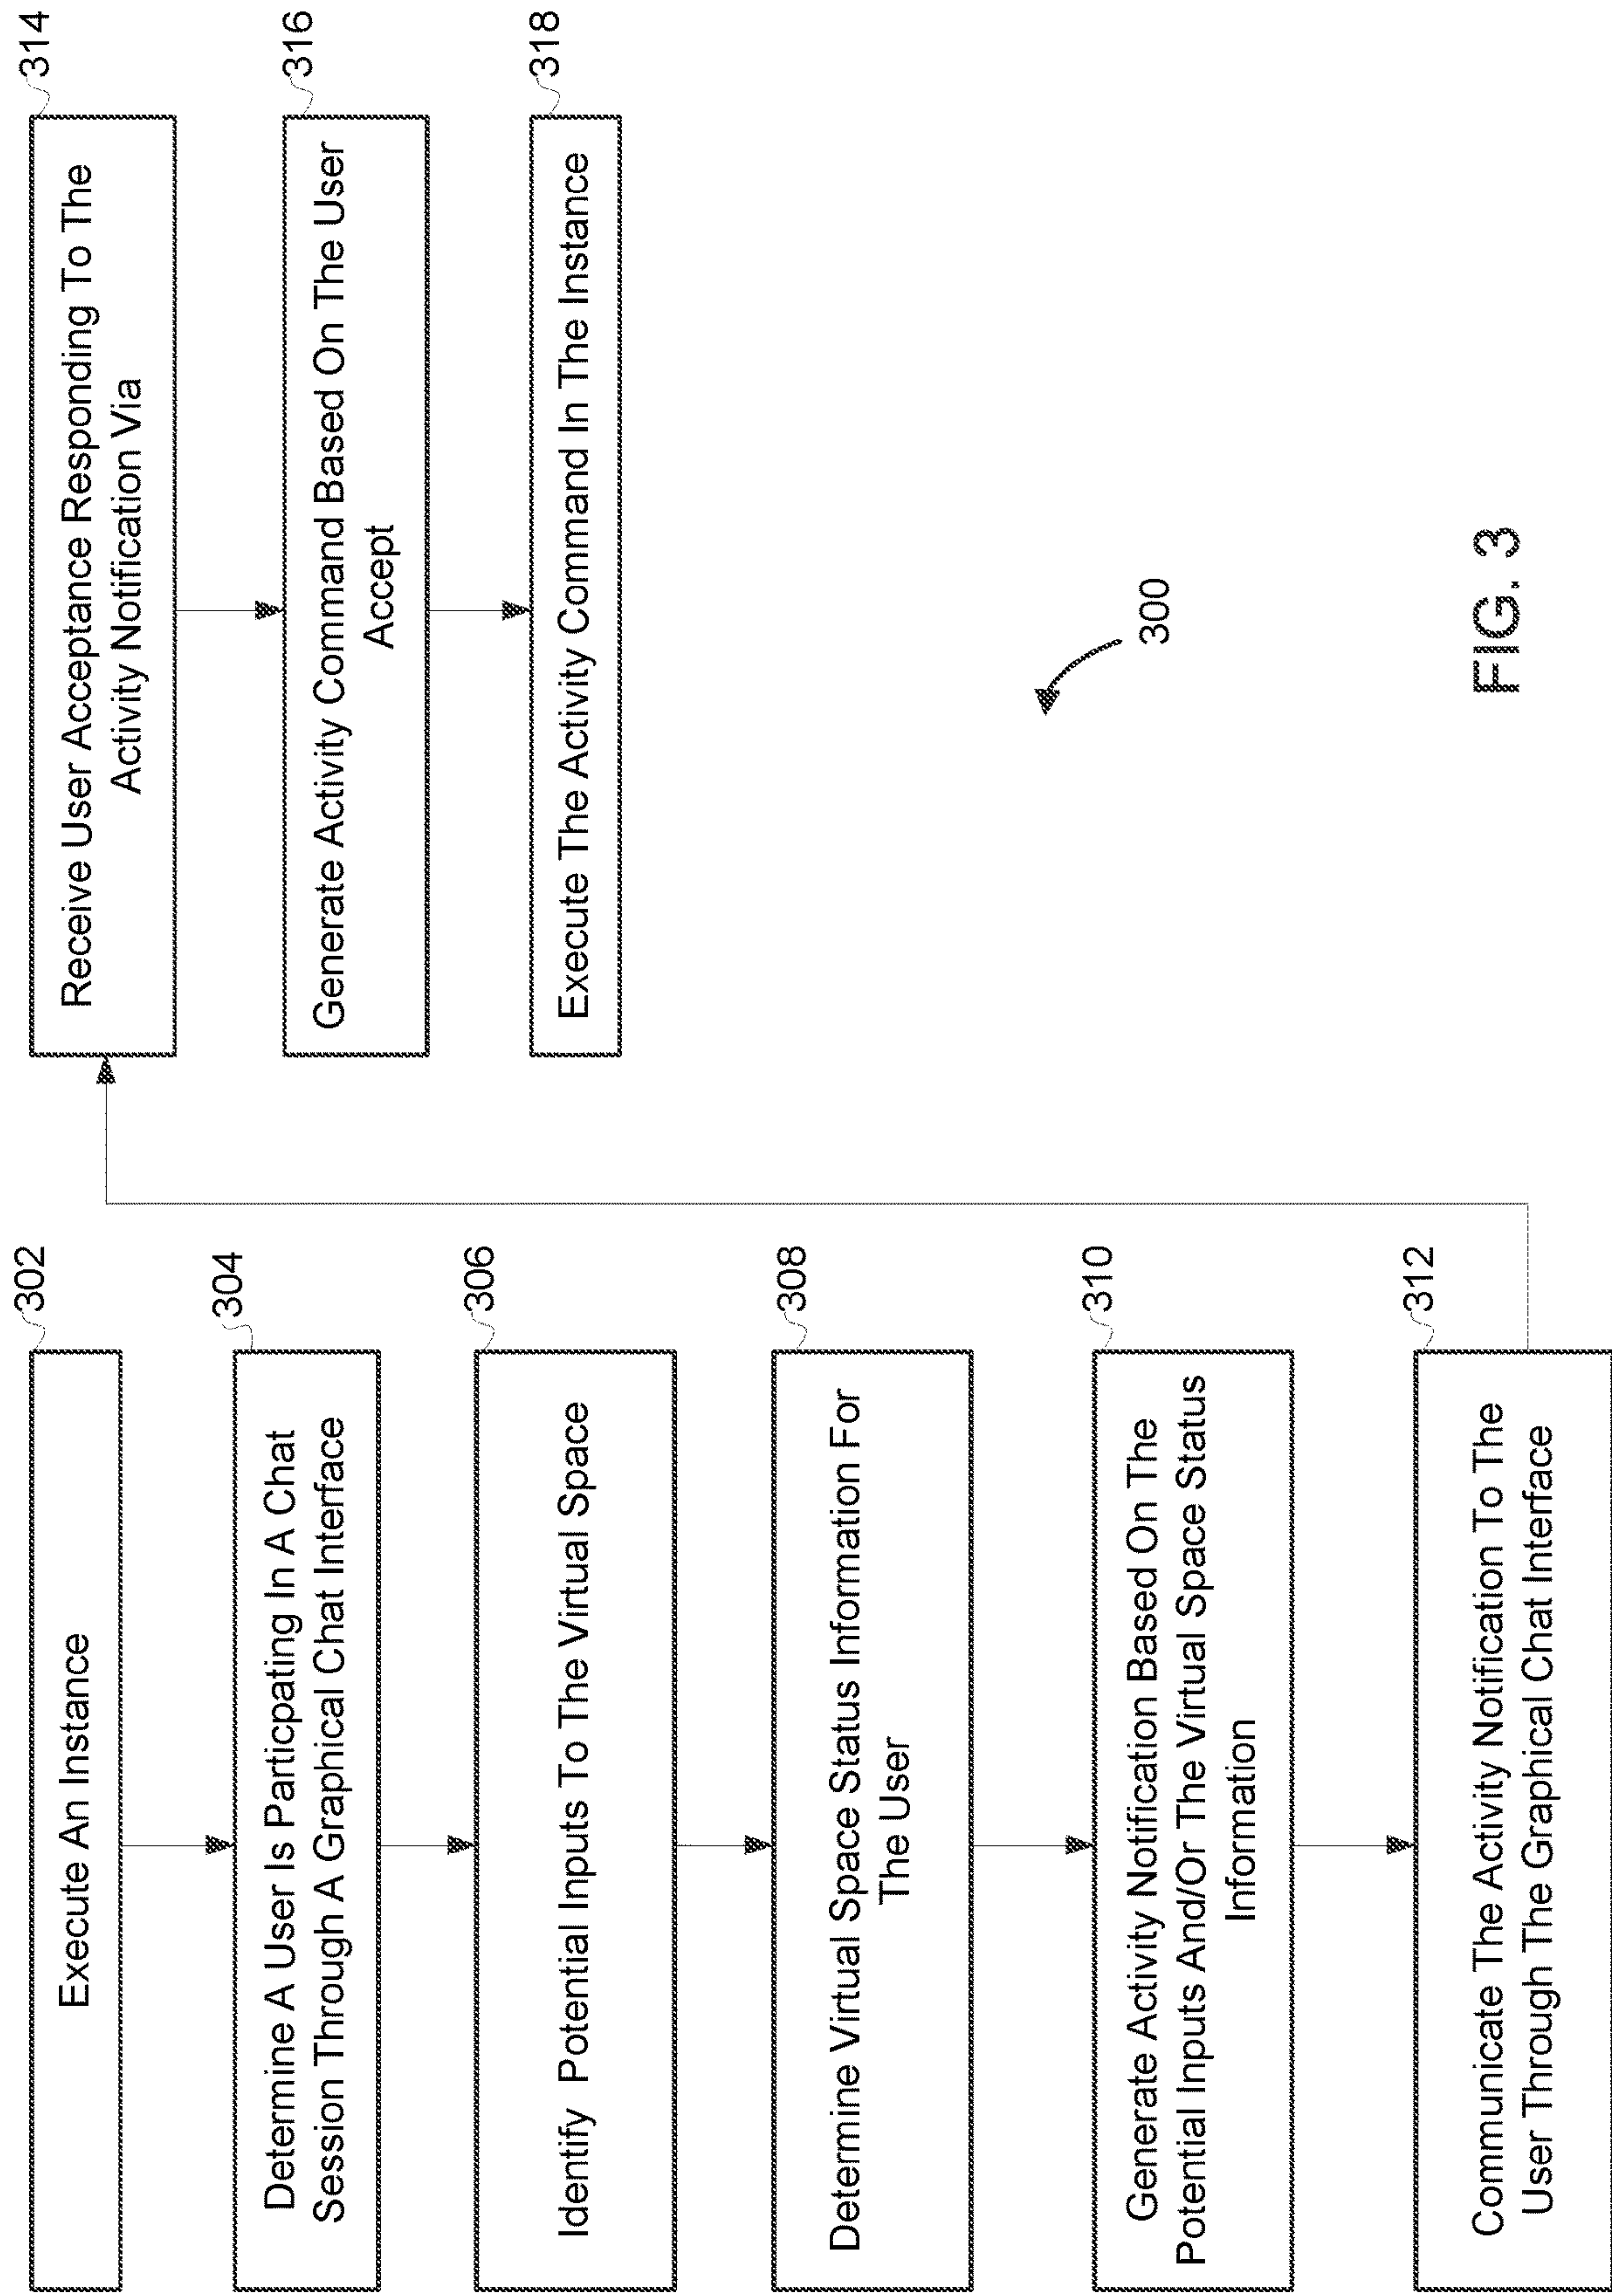 302
Execute An Instance
304
Determine A User Is Particpating In A Chat
Session Through A Graphical Chat Interface
306
Identify Potential Inputs To The Virtual Space
308
Determine Virtual Space Status Information For
The User
310
Generate Activity Notification Based On The
Potential Inputs And/Or The Virtual Space Status
Information
312
Communicate The Activity Notification To The
User Through The Graphical Chat Interface
314
Receive User Acceptance Responding To The
Activity Notification Via
316
Generate Activity Command Based On The User
Accept
318
Execute The Activity Command In The Instance
300
FIG. 3